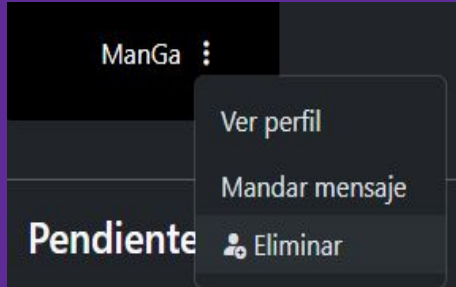 ManGa
Ver perfil
Mandar mensaje
Pendiente
Eliminar